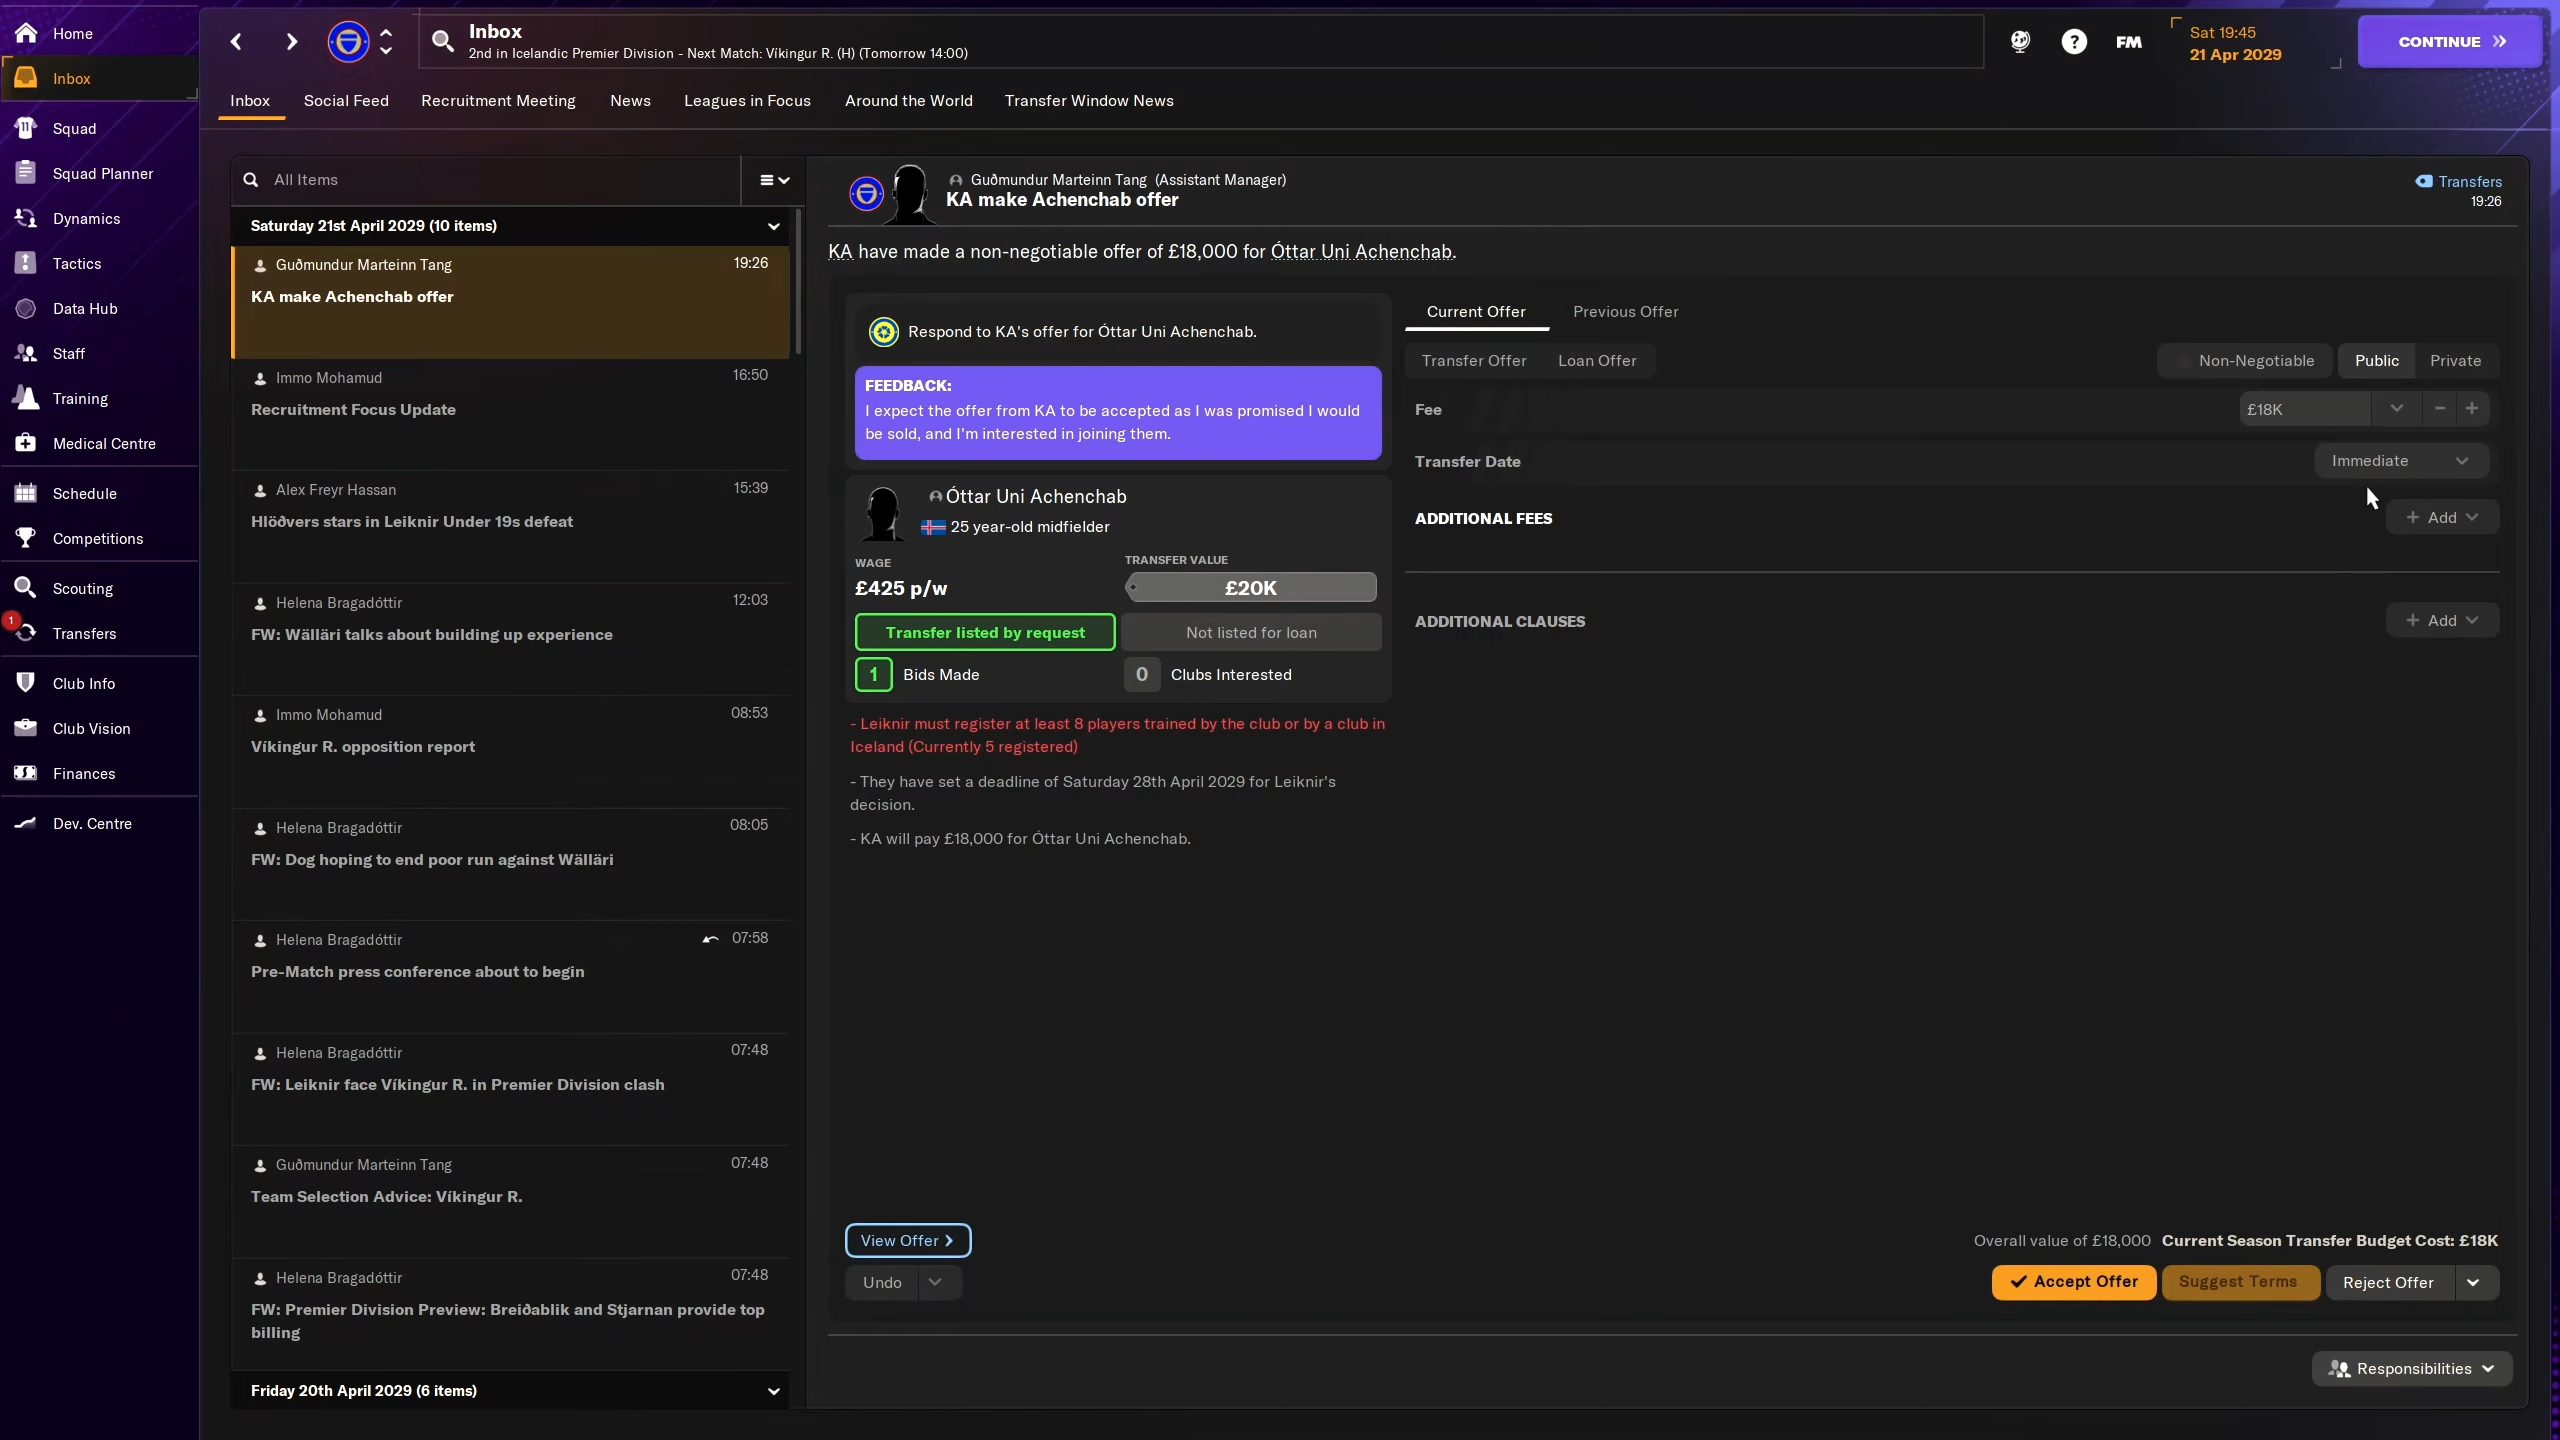 Home
Inbox
Squad
Squad Planner
Dynamics
Tactics
Data Hub
Staff
Training
Medical Centre
Schedule
Competitions
Scouting
1
Transfers
Club Info
Club Vision
Finances
Dev. Centre
Inbox
2nd in Icelandic Premier Division - Next Match: Víkingur R. (H) (Tomorrow 14:00)
?
FM
Sat 19:45
21 Apr 2029
CONTINUE
Inbox
Social Feed
Recruitment Meeting
News
Leagues in Focus
Around the World
Transfer Window News
All Items
Saturday 21st April 2029 (10 items)
Guðmundur Marteinn Tang
19:26
KA make Achenchab offer
Immo Mohamud
16:50
Recruitment Focus Update
Alex Freyr Hassan
15:39
Hlöðvers stars in Leiknir Under 19s defeat
Helena Bragadóttir
12:03
FW: Wälläri talks about building up experience
Immo Mohamud
08:53
Víkingur R. opposition report
Helena Bragadóttir
08:05
FW: Dog hoping to end poor run against Wälläri
Helena Bragadóttir
07:58
Pre-Match press conference about to begin
Helena Bragadóttir
07:48
FW: Leiknir face Víkingur R. in Premier Division clash
Guðmundur Marteinn Tang
07:48
Team Selection Advice: Víkingur R.
Helena Bragadóttir
07:48
FW: Premier Division Preview: Breiðablik and Stjarnan provide top
billing
Friday 20th April 2029 (6 items)
Guðmundur Marteinn Tang (Assistant Manager)
KA make Achenchab offer
Transfers
19:26
KA have made a non-negotiable offer of £18,000 for Óttar Uni Achenchab.
Respond to KA's offer for Óttar Uni Achenchab.
FEEDBACK:
I expect the offer from KA to be accepted as I was promised I would
be sold, and I'm interested in joining them.
Óttar Uni Achenchab
25 year-old midfielder
WAGE
£425 p/w
TRANSFER VALUE
£20K
Transfer listed by request
Not listed for loan
1
Bids Made
0
Clubs Interested
- Leiknir must register at least 8 players trained by the club or by a club in
Iceland (Currently 5 registered)
- They have set a deadline of Saturday 28th April 2029 for Leiknir's
decision.
- KA will pay £18,000 for Óttar Uni Achenchab.
Current Offer
Previous Offer
Transfer Offer
Loan Offer
Non-Negotiable
Public
Private
Fee
£18K
Transfer Date
Immediate
ADDITIONAL FEES
+ Add
ADDITIONAL CLAUSES
+ Add
View Offer
Undo
Overall value of £18,000
Current Season Transfer Budget Cost: £18K
Accept Offer
Suggest Terms
Reject Offer
Responsibilities